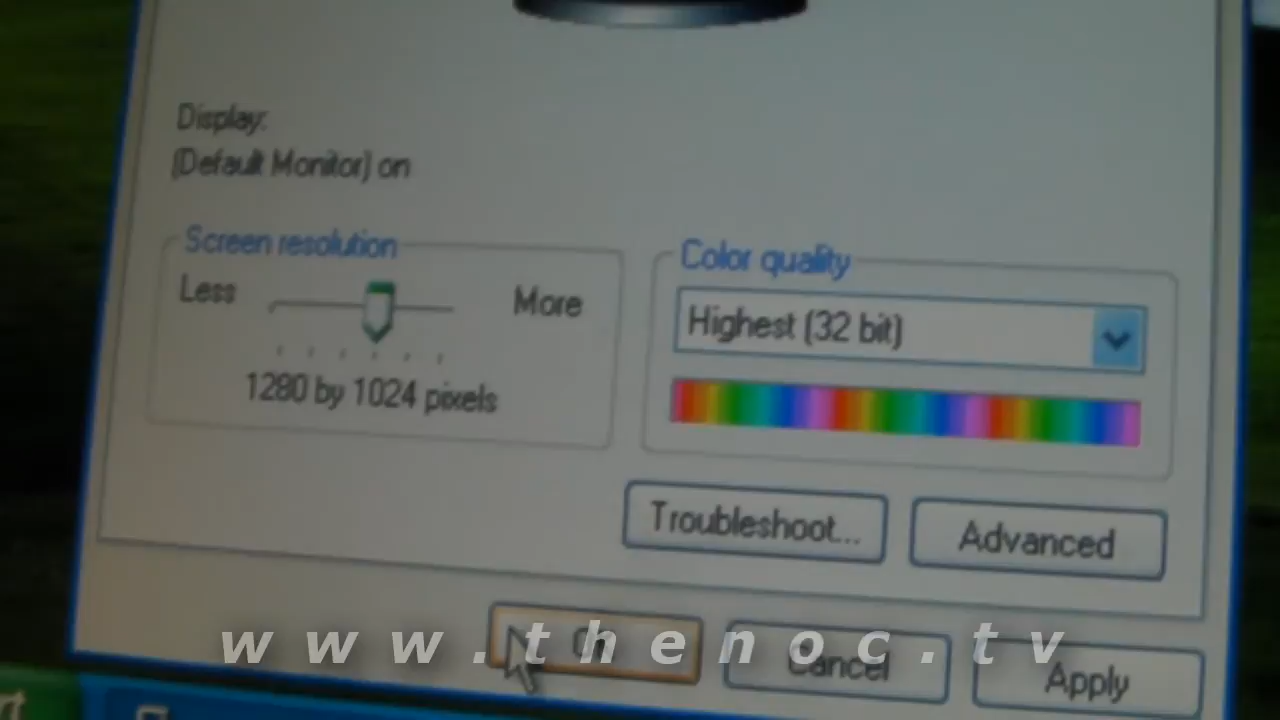 Display:
(Default Monitor) on
Screen resolution
Color quality
Less
More
Highest (32 bit)
1280 by 1024 pixels
Troubleshoot...
Advanced
Cancel
Apply
www.thenoc.tv